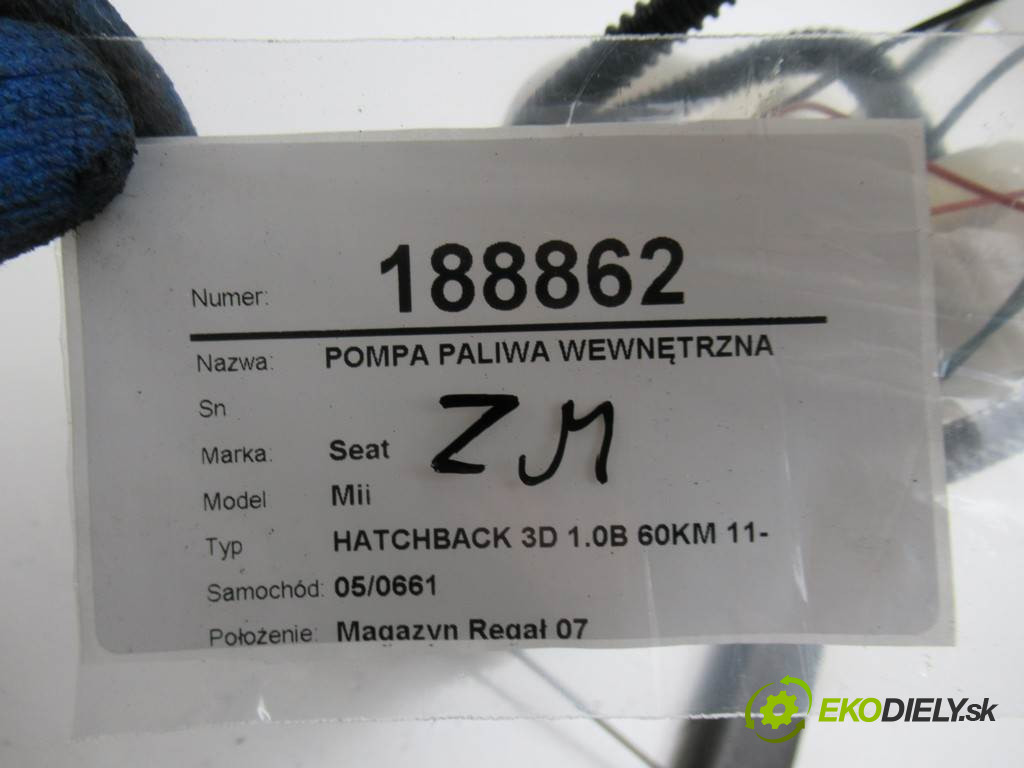 Numer: 188862
Nazwa: POMPA PALIWA WEWNĘTRZNA
Sn
ZM
Marka: Seat
Model Mii
Typ HATCHBACK 3D 1.0B 60KM 11-
Samochód: 05/0661
Położenie: Magazyn Regał 07
EKODIELY.sk